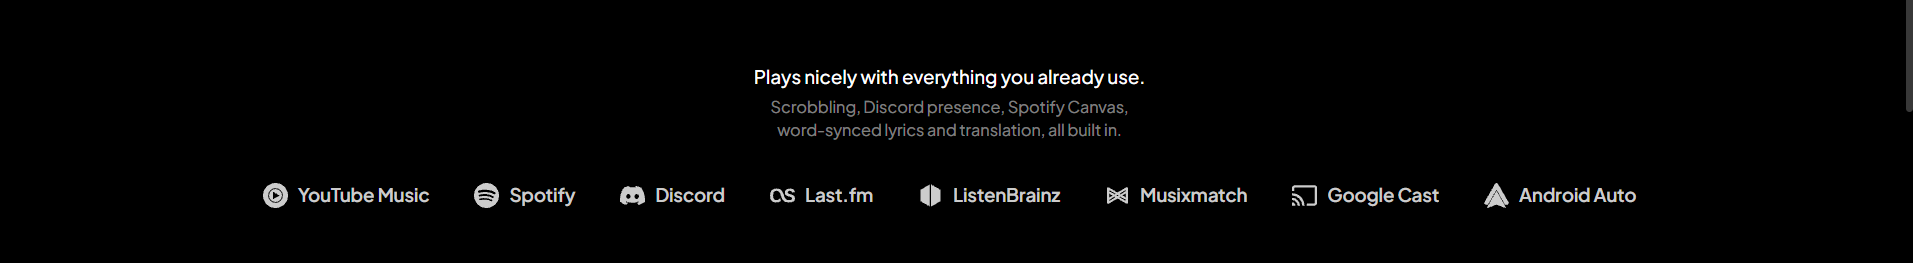 Plays nicely with everything you already use.
Scrobbling, Discord presence, Spotify Canvas,
word-synced lyrics and translation, all built in.
YouTube Music Spotify Discord Last.fm ListenBrainz Musixmatch Google Cast Android Auto